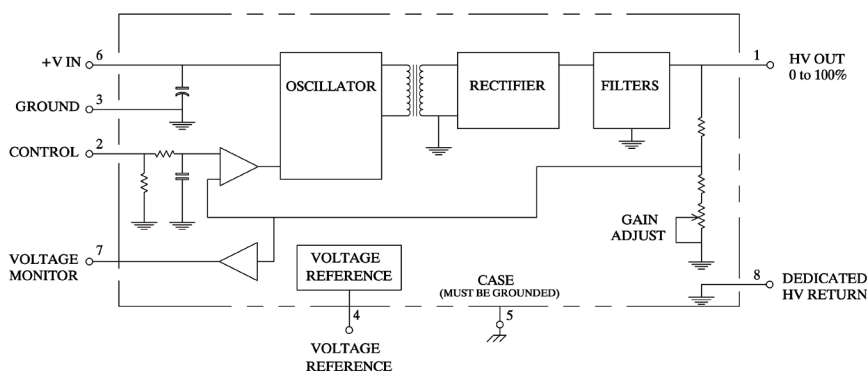 +V IN
6
GROUND
3
CONTROL
2
OSCILLATOR
RECTIFIER
FILTERS
1
HV OUT
0 to 100%
GAIN
ADJUST
VOLTAGE
MONITOR
7
VOLTAGE
REFERENCE
4
VOLTAGE
REFERENCE
CASE
(MUST BE GROUNDED)
5
8
DEDICATED
HV RETURN